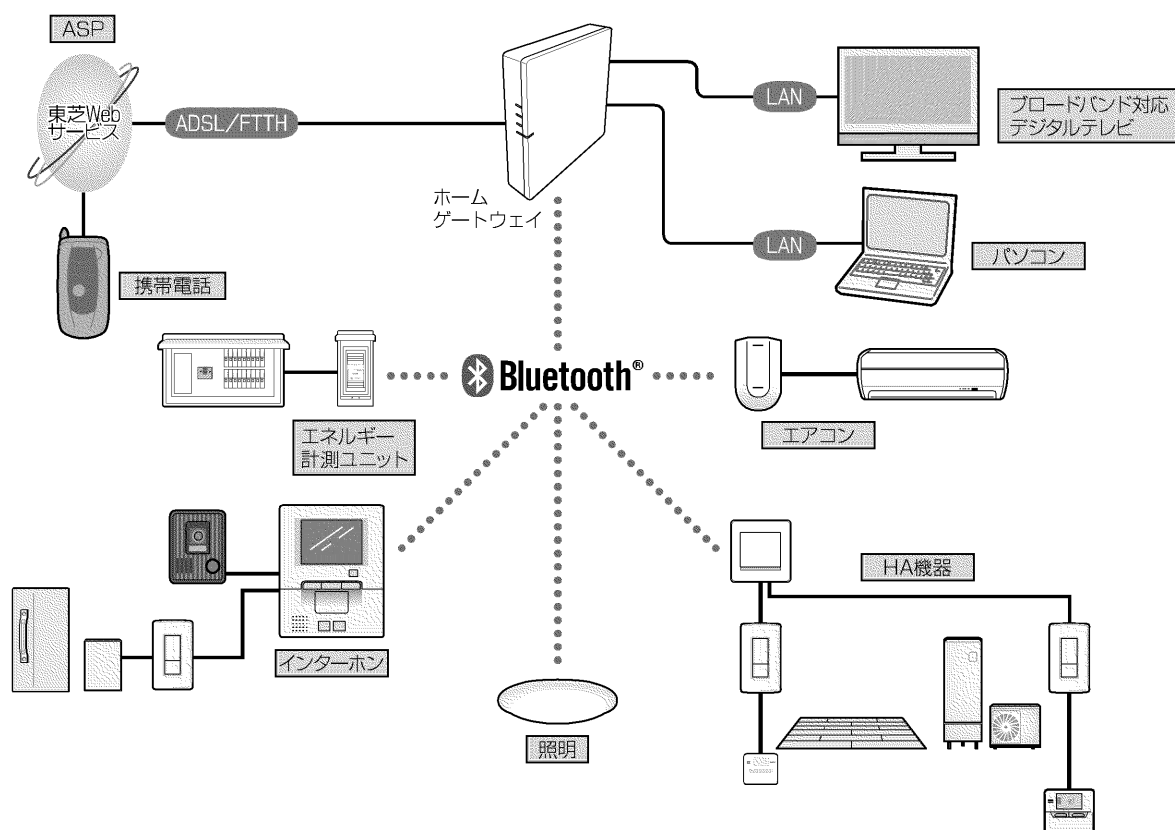 ASP
東芝Web
サービス
ADSL/FTTH
LAN
ブロードバンド対応
デジタルテレビ
ホーム
ゲートウェイ
LAN
パソコン
携帯電話
Bluetooth®
エネルギー
計測ユニット
エアコン
HA機器
インターホン
照明